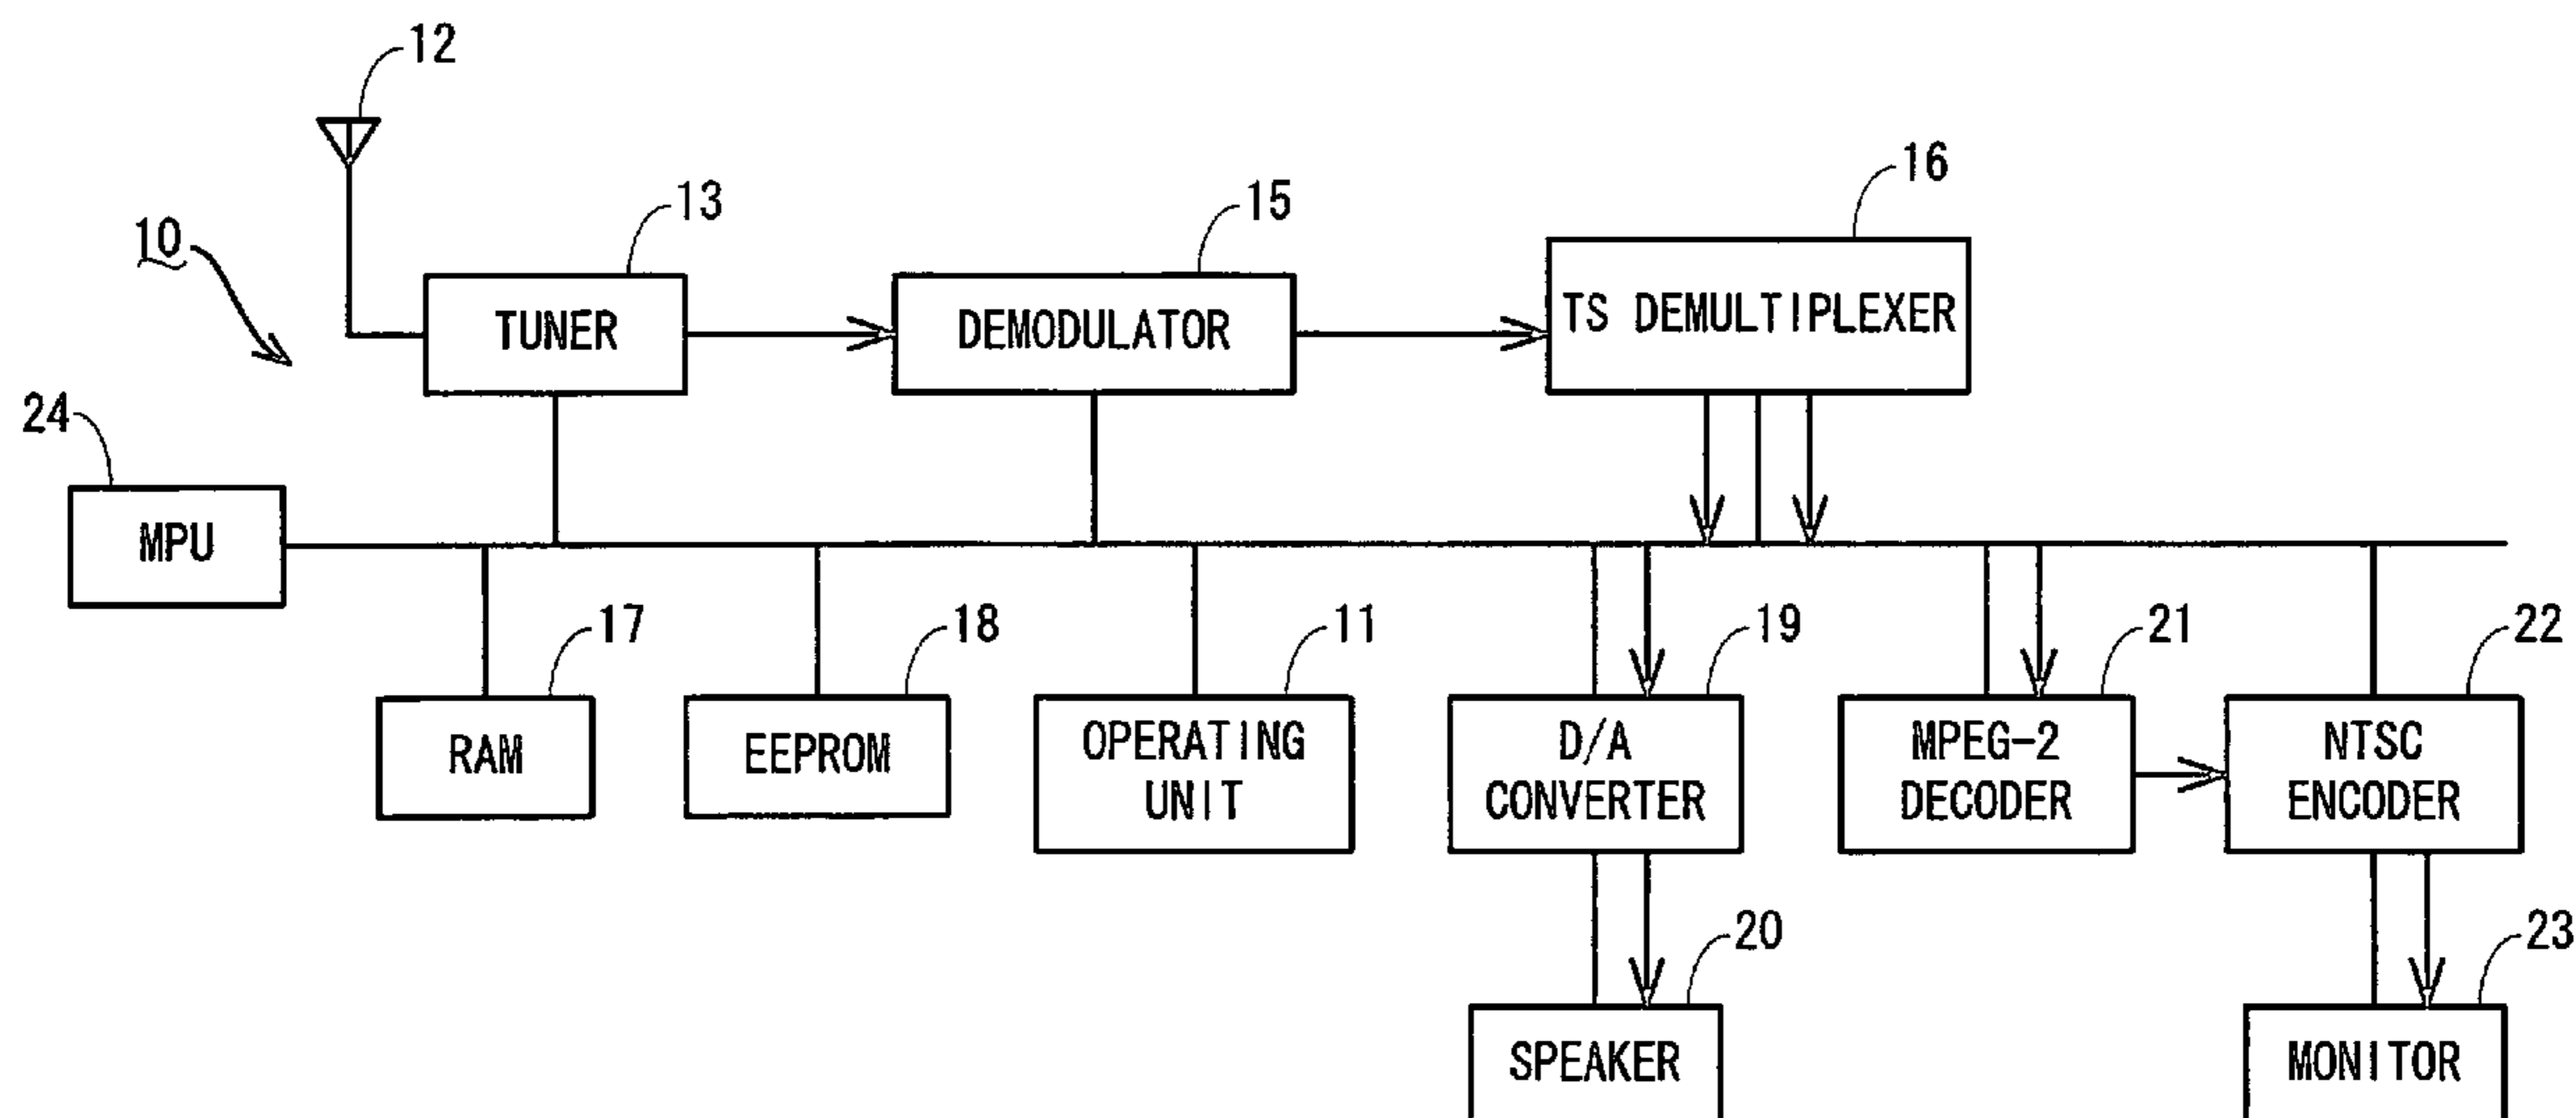 12
13
15
16
10
TUNER
DEMODULATOR
TS DEMULTIPLEXER
24
MPU
17
18
11
19
21
22
RAM
EEPROM
OPERATING
UNIT
D/A
CONVERTER
MPEG-2
DECODER
NTSC
ENCODER
20
23
SPEAKER
MONITOR